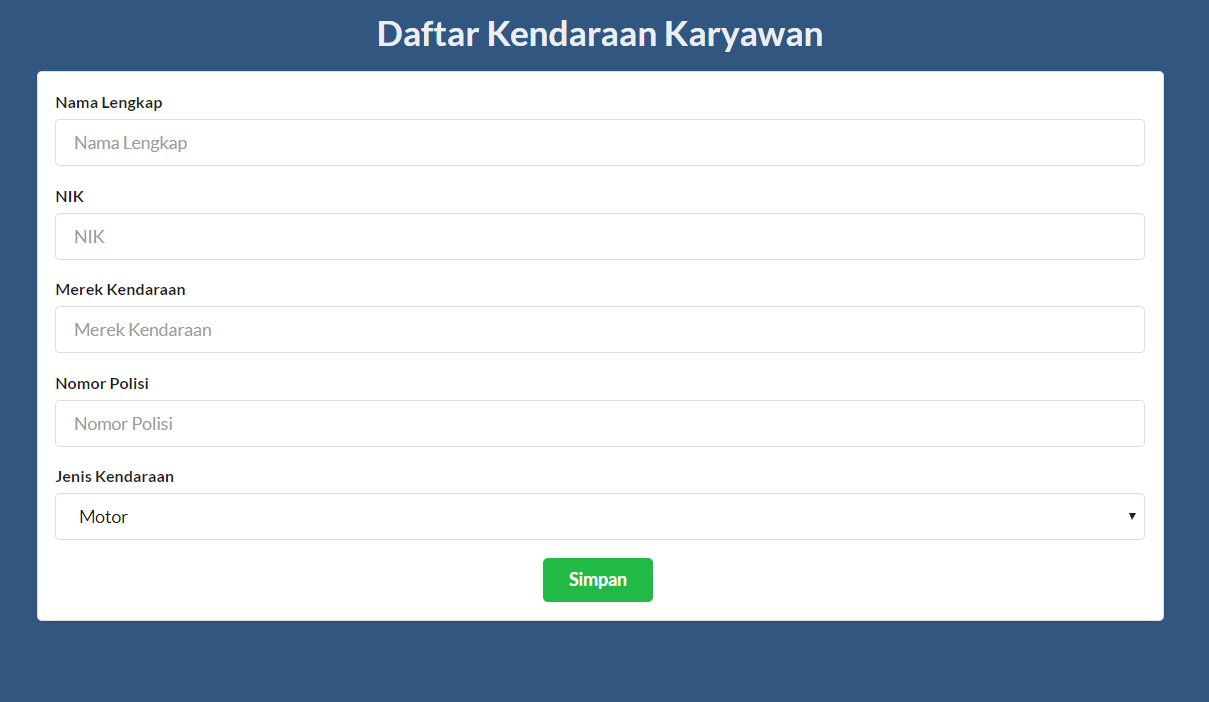 Daftar Kendaraan Karyawan
Nama Lengkap
Nama Lengkap
NIK
NIK
Merek Kendaraan
Merek Kendaraan
Nomor Polisi
Nomor Polisi
Jenis Kendaraan
Motor
Simpan